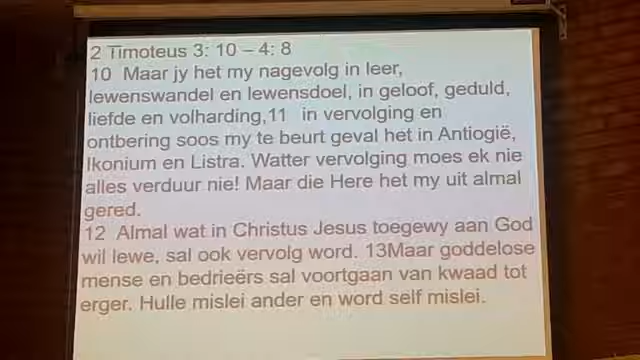 2 Timoteus 3: 10 – 4: 8
10 Maar jy het my nagevolg in leer,
lewenswandel en lewensdoel, in geloof, geduld,
liefde en volharding,11 in vervolging en
ontbering soos my te beurt geval het in Antiogië,
Ikonium en Listra. Watter vervolging moes ek nie
alles verduur nie! Maar die Here het my uit almal
gered.
12 Almal wat in Christus Jesus toegewy aan God
wil lewe, sal ook vervolg word. 13Maar goddelose
mense en bedrieërs sal voortgaan van kwaad tot
erger. Hulle mislei ander en word self mislei.